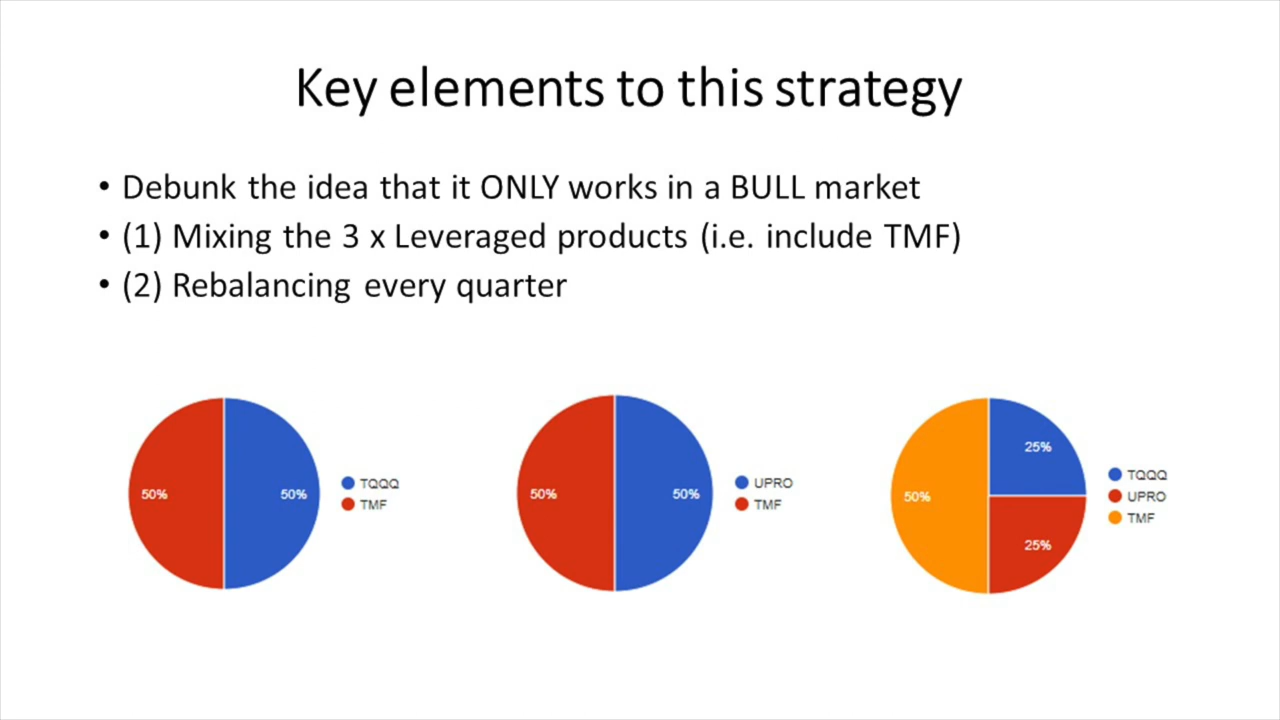 Key elements to this strategy
• Debunk the idea that it ONLY works in a BULL market
• (1) Mixing the 3 x Leveraged products (i.e. include TMF)
• (2) Rebalancing every quarter
50%
50%
TQQQ
TMF
50%
50%
UPRO
TMF
50%
25%
25%
TQQQ
UPRO
TMF